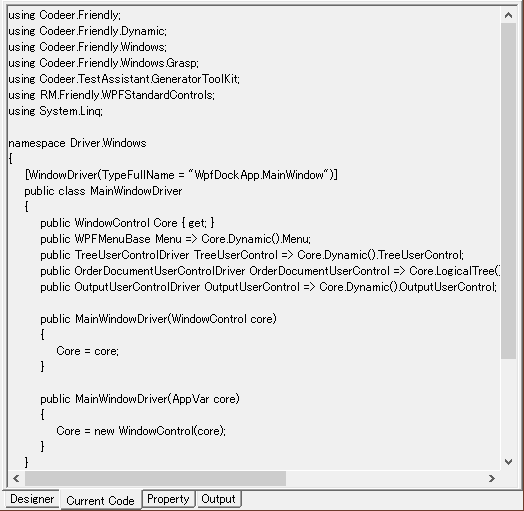 using Codeer.Friendly;
using Codeer.Friendly.Dynamic;
using Codeer.Friendly.Windows;
using Codeer.Friendly.Windows.Grasp;
using Codeer.TestAssistant.GeneratorToolKit;
using RM.Friendly.WPFStandardControls;
using System.Linq;

namespace Driver.Windows
{
    [WindowDriver(TypeFullName = "WpfDockApp.MainWindow")]
    public class MainWindowDriver
    {
        public WindowControl Core { get; }
        public WPFMenuBase Menu => Core.Dynamic().Menu;
        public TreeUserControlDriver TreeUserControl => Core.Dynamic().TreeUserControl;
        public OrderDocumentUserControlDriver OrderDocumentUserControl => Core.LogicalTree()
        public OutputUserControlDriver OutputUserControl => Core.Dynamic().OutputUserControl;

        public MainWindowDriver(WindowControl core)
        {
            Core = core;
        }

        public MainWindowDriver(AppVar core)
        {
            Core = new WindowControl(core);
        }
    }
Designer Current Code Property Output